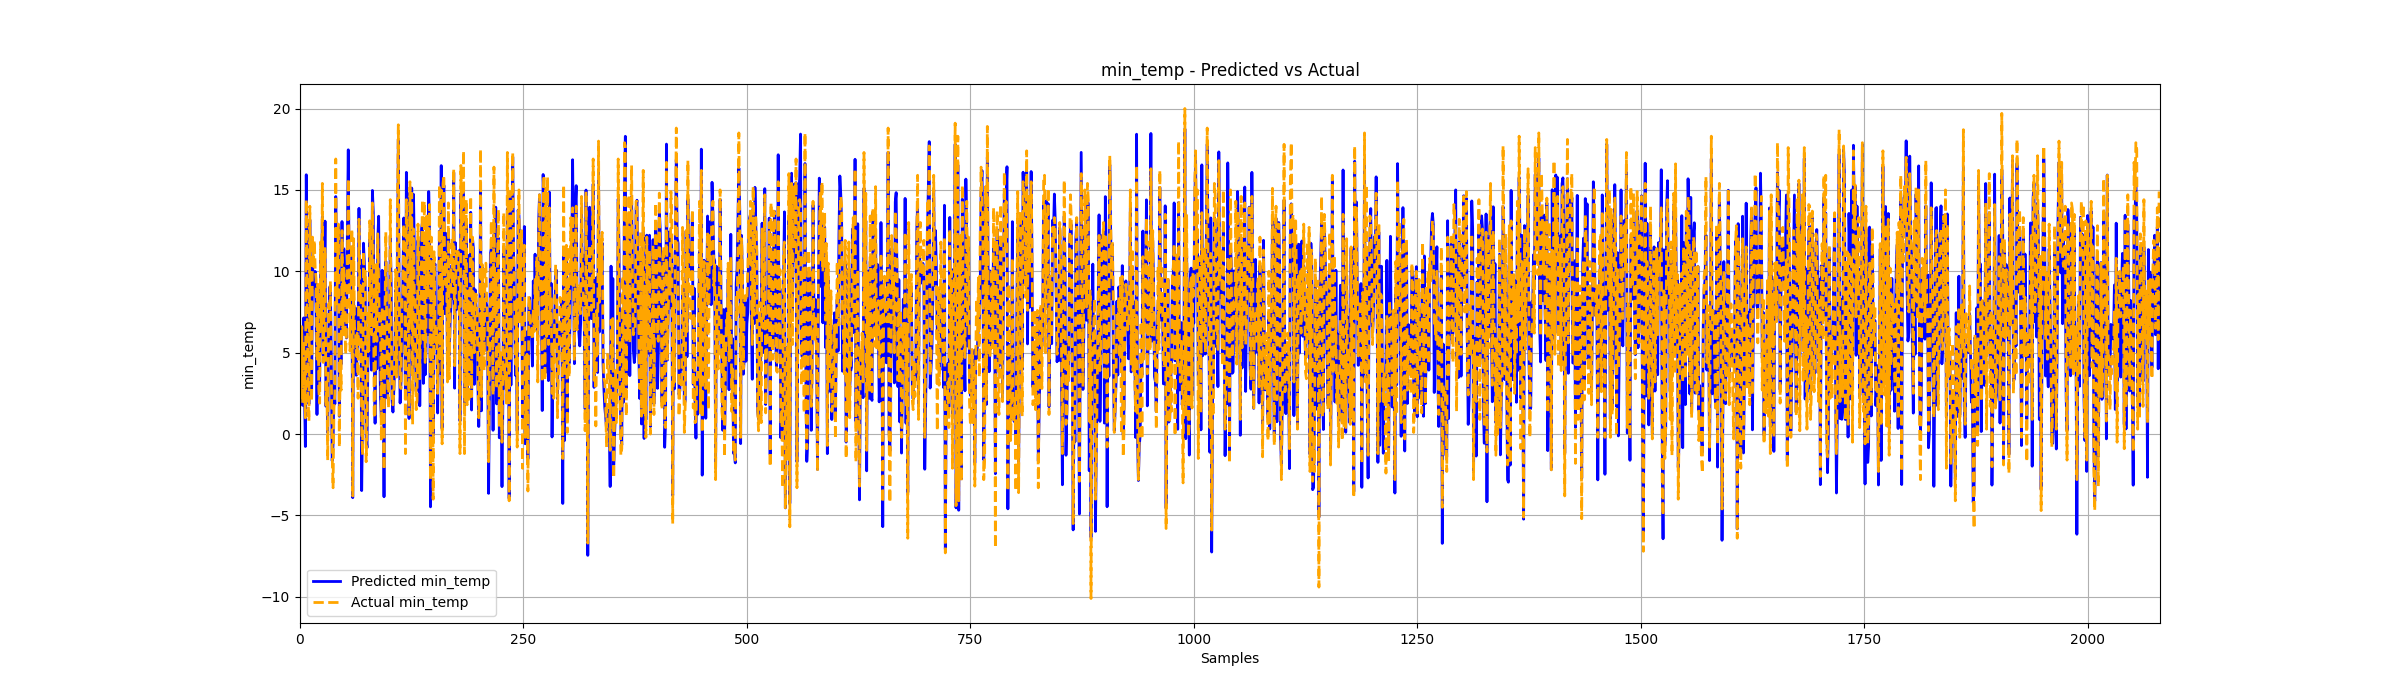 min_temp - Predicted vs Actual
min_temp
20
15
10
5
0
−5
−10
Predicted min_temp
Actual min_temp
0 250 500 750 1000 1250 1500 1750 2000
Samples